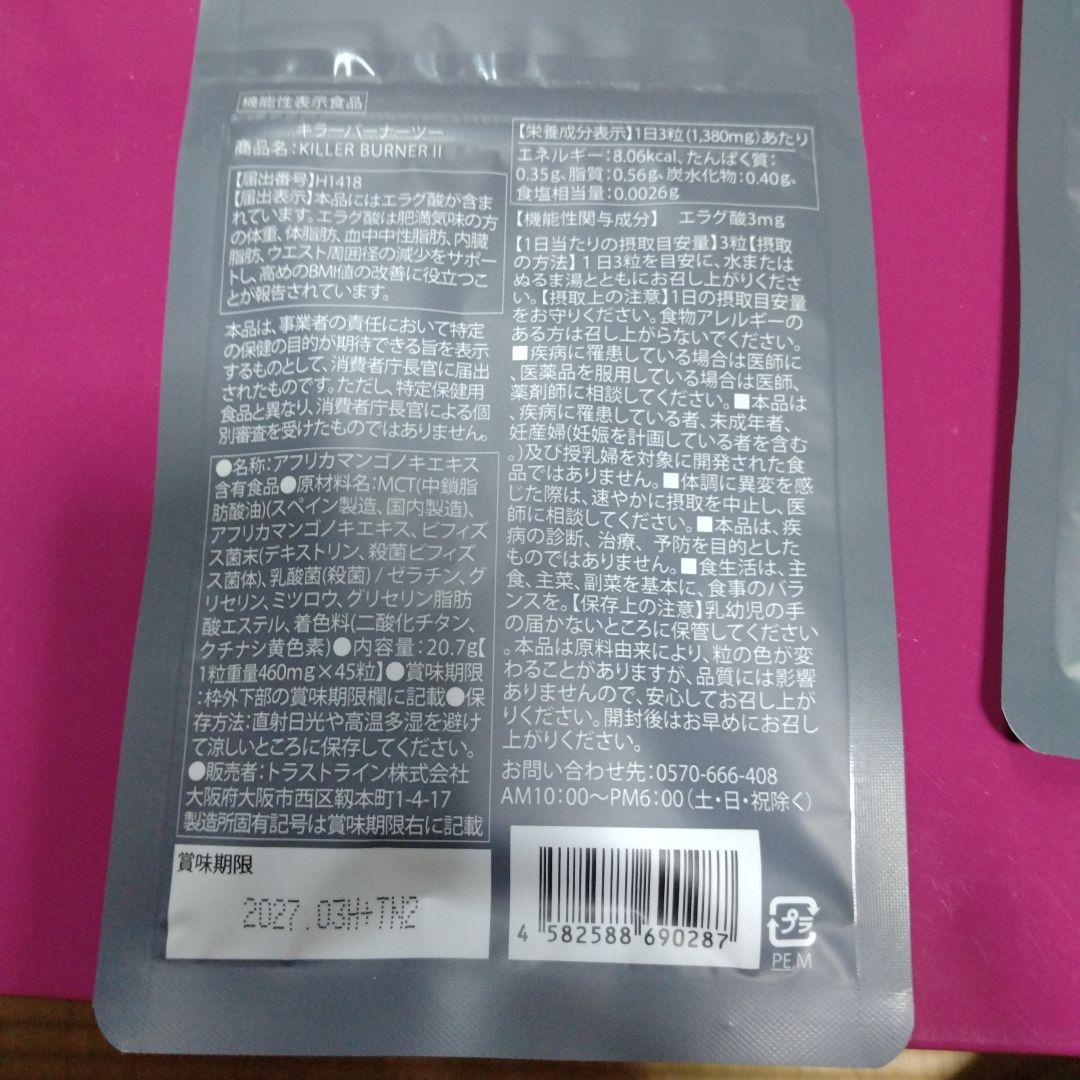 機能性表示食品
キラーバーナーツー
商品名：KILLER BURNER II
【届出番号】H1418
【届出表示】本品にはエラグ酸が含ま
れています。エラグ酸は肥満気味の方
の体重、体脂肪、血中中性脂肪、内臓
脂肪、ウエスト周囲径の減少をサポー
トし、高めのBMI値の改善に役立つこ
とが報告されています。
本品は、事業者の責任において特定
の保健の目的が期待できる旨を表示
するものとして、消費者庁長官に届出
されたものです。ただし、特定保健用
食品と異なり、消費者庁長官による個
別審査を受けたものではありません。
●名称：アフリカマンゴノキエキス
含有食品●原材料名：MCT(中鎖脂
肪酸油)(スペイン製造、国内製造)、
アフリカマンゴノキエキス、ビフィズ
ス菌末(デキストリン、殺菌ビフィズ
ス菌体)、乳酸菌(殺菌) / ゼラチン、グ
リセリン、ミツロウ、グリセリン脂肪
酸エステル、着色料(二酸化チタン、
クチナシ黄色素)●内容量：20.7g【
1粒重量460mg×45粒】●賞味期限
：枠外下部の賞味期限欄に記載●保
存方法：直射日光や高温多湿を避け
て涼しいところに保存してください。
●販売者：トラストライン株式会社
大阪府大阪市西区靱本町1-4-17
製造所固有記号は賞味期限右に記載
賞味期限
2027.03H+TN2
【栄養成分表示】1日3粒(1,380mg)あたり
エネルギー：8.06kcal、たんぱく質：
0.35g、脂質：0.56g、炭水化物：0.40g、
食塩相当量：0.0026g
【機能性関与成分】 エラグ酸3mg
【1日当たりの摂取目安量】3粒【摂取
の方法】1日3粒を目安に、水または
ぬるま湯とともにお召し上がりくださ
い。【摂取上の注意】1日の摂取目安量
をお守りください。食物アレルギーの
ある方は召し上がらないでください。
■疾病に罹患している場合は医師に
、医薬品を服用している場合は医師、
薬剤師に相談してください。■本品は
、疾病に罹患している者、未成年者、
妊産婦(妊娠を計画している者を含む
。)及び授乳婦を対象に開発された食
品ではありません。■体調に異変を感
じた際は、速やかに摂取を中止し、医
師に相談してください。■本品は、疾
病の診断、治療、予防を目的とした
ものではありません。■食生活は、主
食、主菜、副菜を基本に、食事のバラ
ンスを。【保存上の注意】乳幼児の手
の届かないところに保管してください
。本品は原料由来により、粒の色が変
わることがありますが、品質には影響
ありませんので、安心してお召し上が
りください。開封後はお早めにお召し
上がりください。
お問い合わせ先：0570-666-408
AM10：00～PM6：00（土・日・祝除く）
4 582588 690287
プラ
PE,M